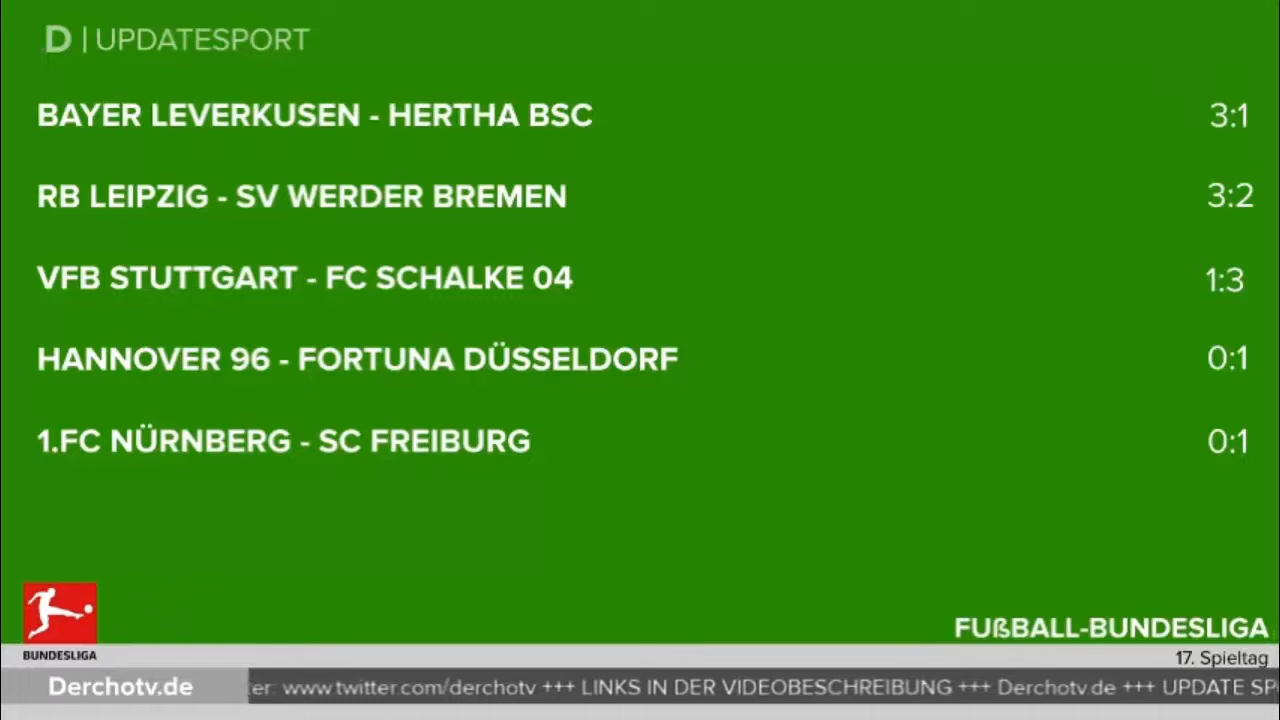 D | UPDATESPORT
BAYER LEVERKUSEN - HERTHA BSC 3:1
RB LEIPZIG - SV WERDER BREMEN 3:2
VFB STUTTGART - FC SCHALKE 04 1:3
HANNOVER 96 - FORTUNA DÜSSELDORF 0:1
1.FC NÜRNBERG - SC FREIBURG 0:1
FUßBALL-BUNDESLIGA
BUNDESLIGA
17. Spieltag
Derchotv.de
www.twitter.com/derchotv +++ LINKS IN DER VIDEOBESCHREIBUNG +++ Derchotv.de +++ UPDATE